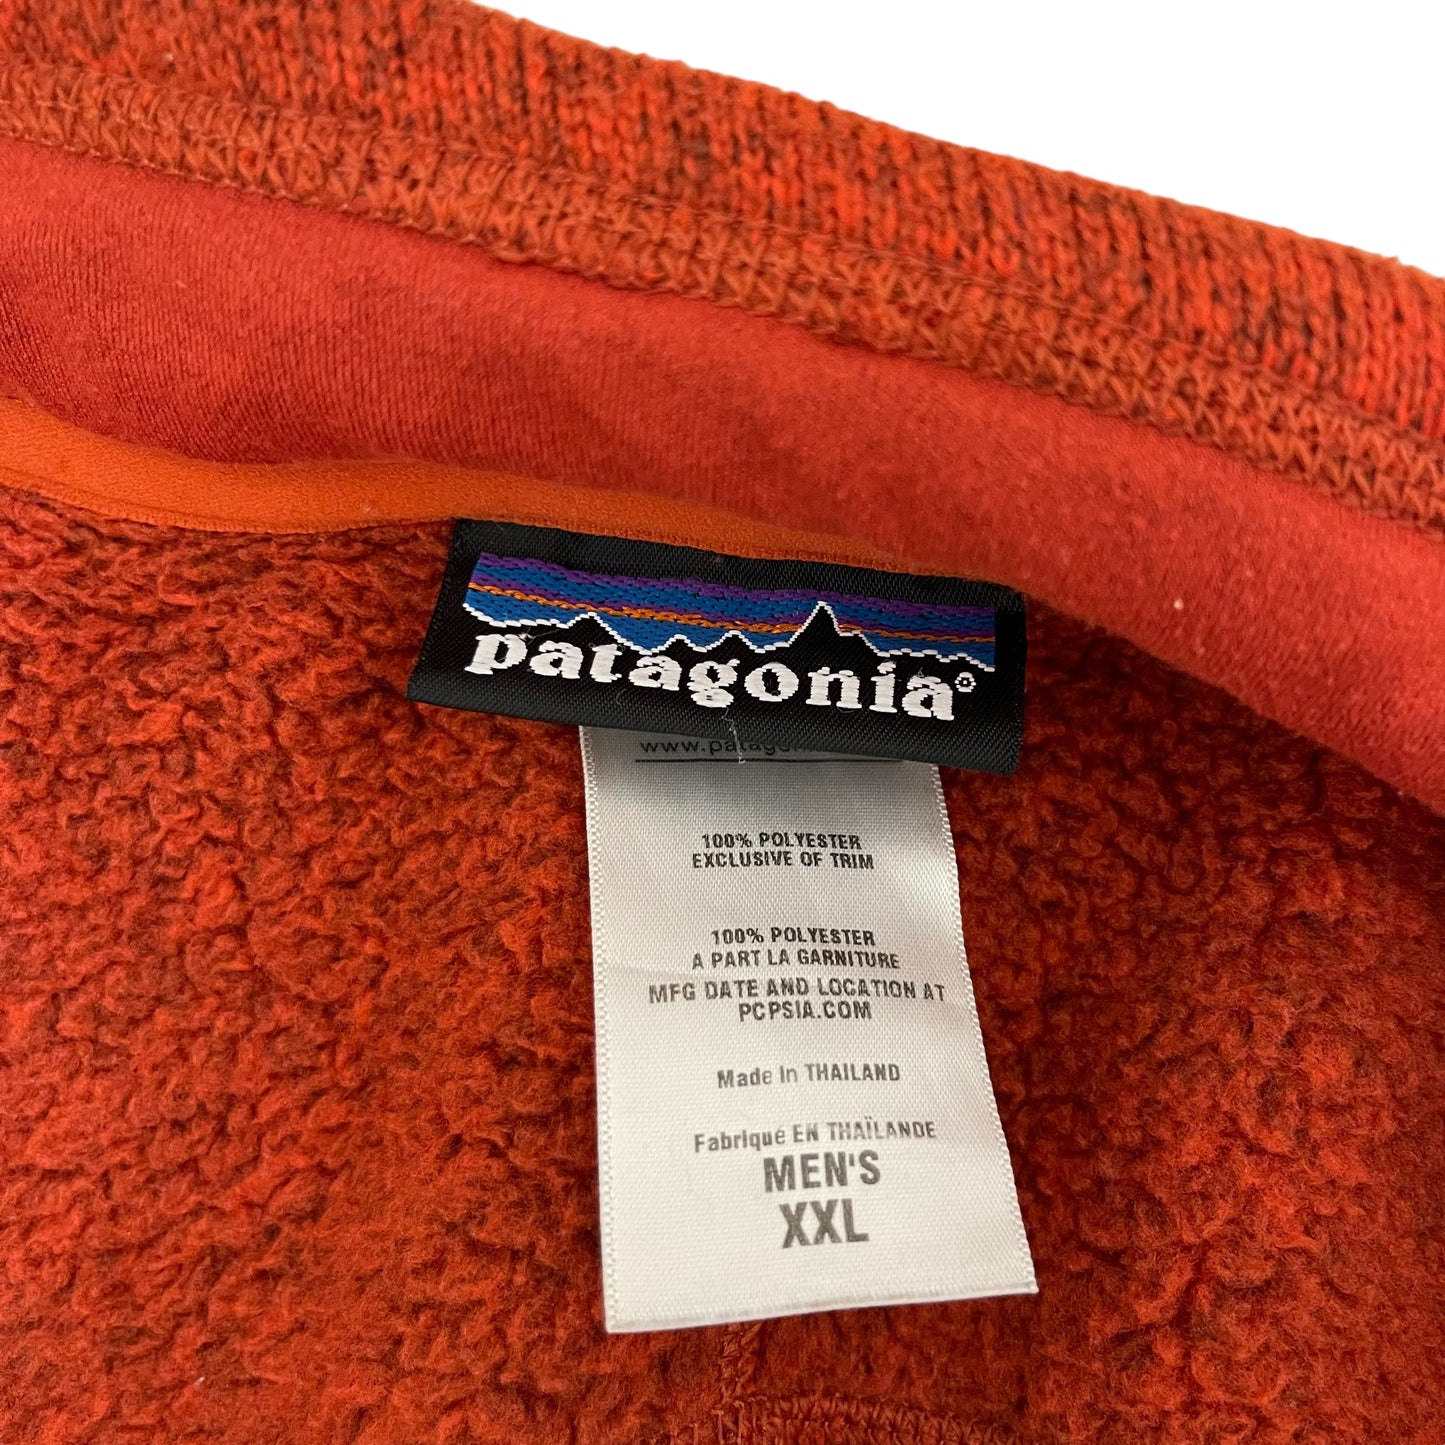 patagonia®
100% POLYESTER
EXCLUSIVE OF TRIM
100% POLYESTER
A PART LA GARNITURE
MFG DATE AND LOCATION AT
PCPSIA.COM
Made In THAILAND
Fabriqué EN THAÏLANDE
MEN'S
XXL